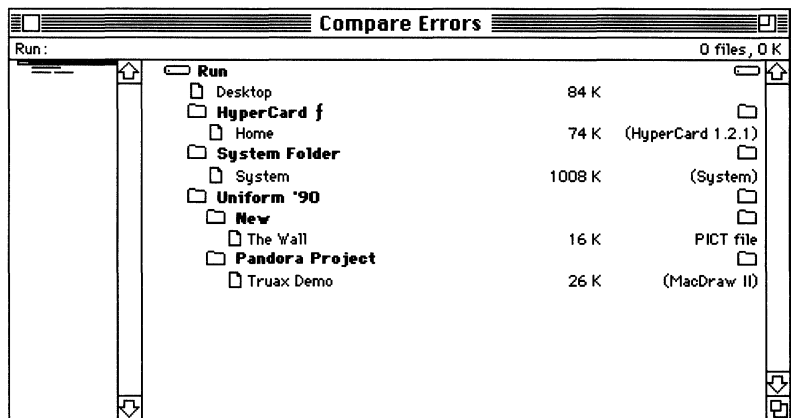 Compare Errors
Run: 0 files, 0 K
Run
Desktop 84 K
HyperCard ƒ
Home 74 K (HyperCard 1.2.1)
System Folder
System 1008 K (System)
Uniform '90
New
The Wall 16 K PICT file
Pandora Project
Truax Demo 26 K (MacDraw II)